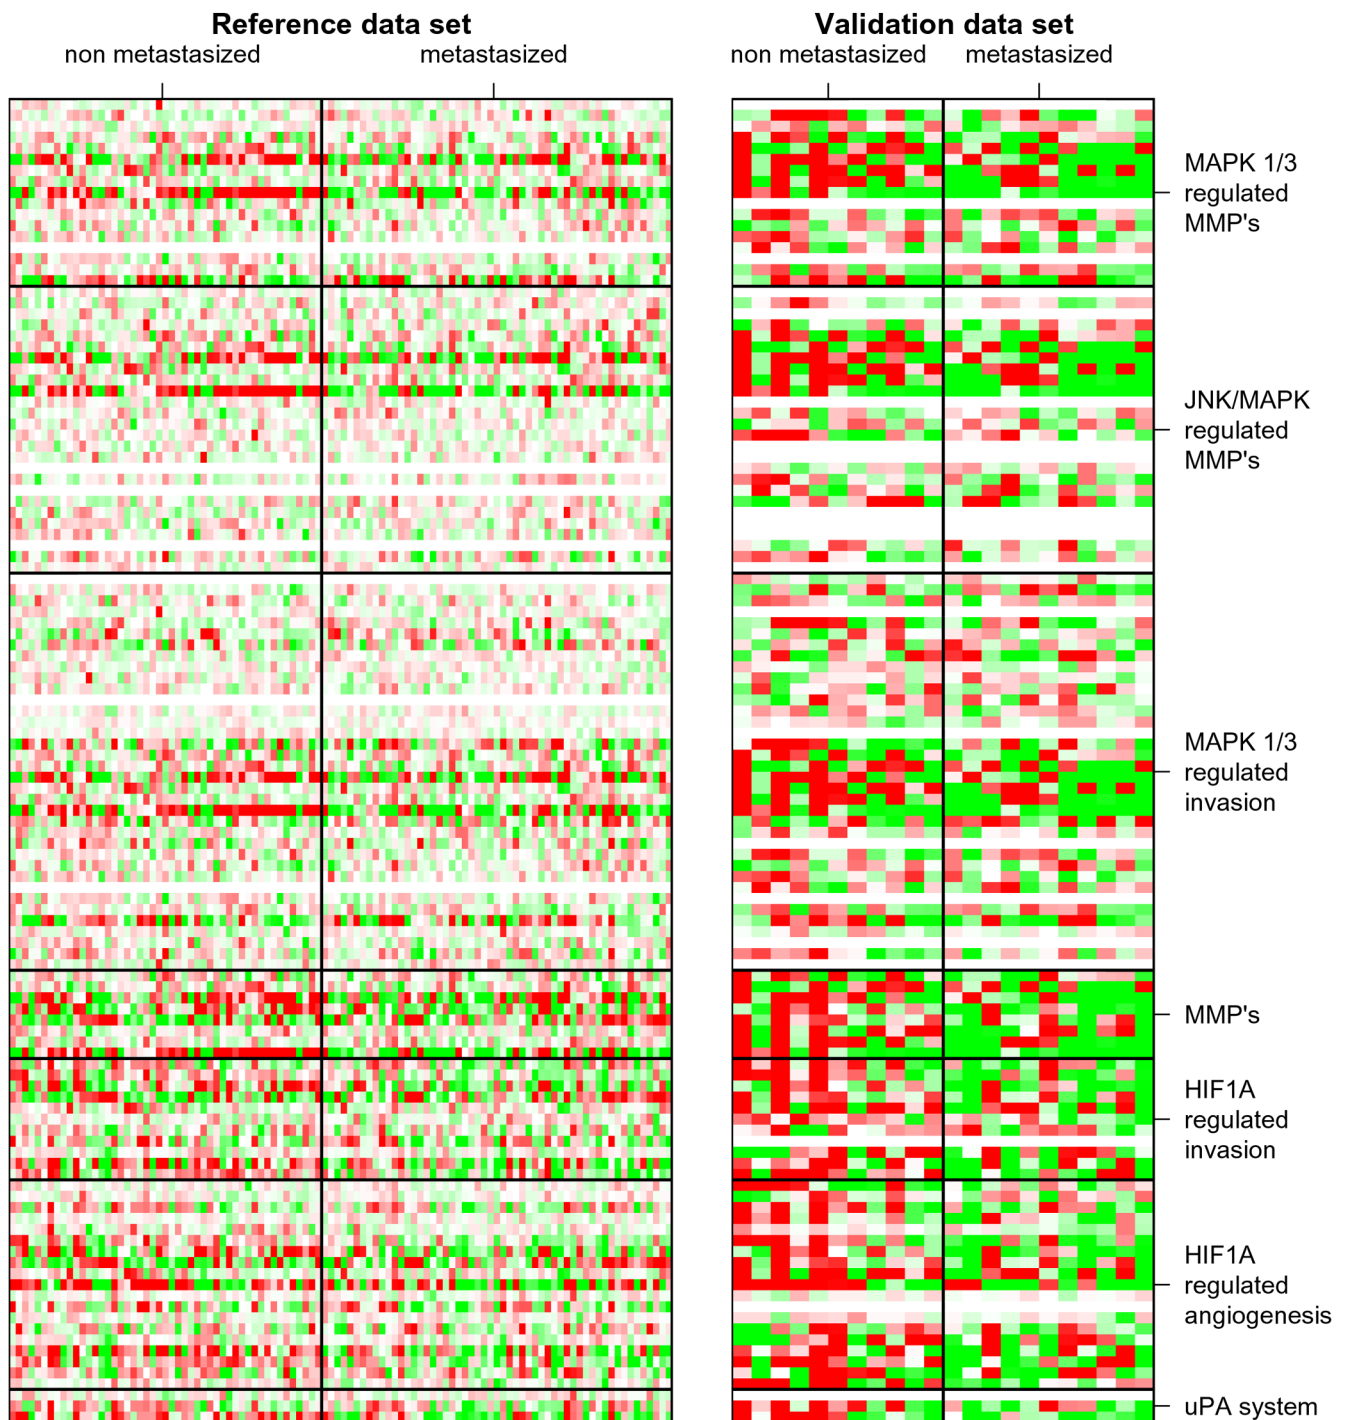 Reference data set
Validation data set
non metastasized
metastasized
non metastasized
metastasized
MAPK 1/3
regulated
MMP's
JNK/MAPK
regulated
MMP's
MAPK 1/3
regulated
invasion
MMP's
HIF1A
regulated
invasion
HIF1A
regulated
angiogenesis
uPA system